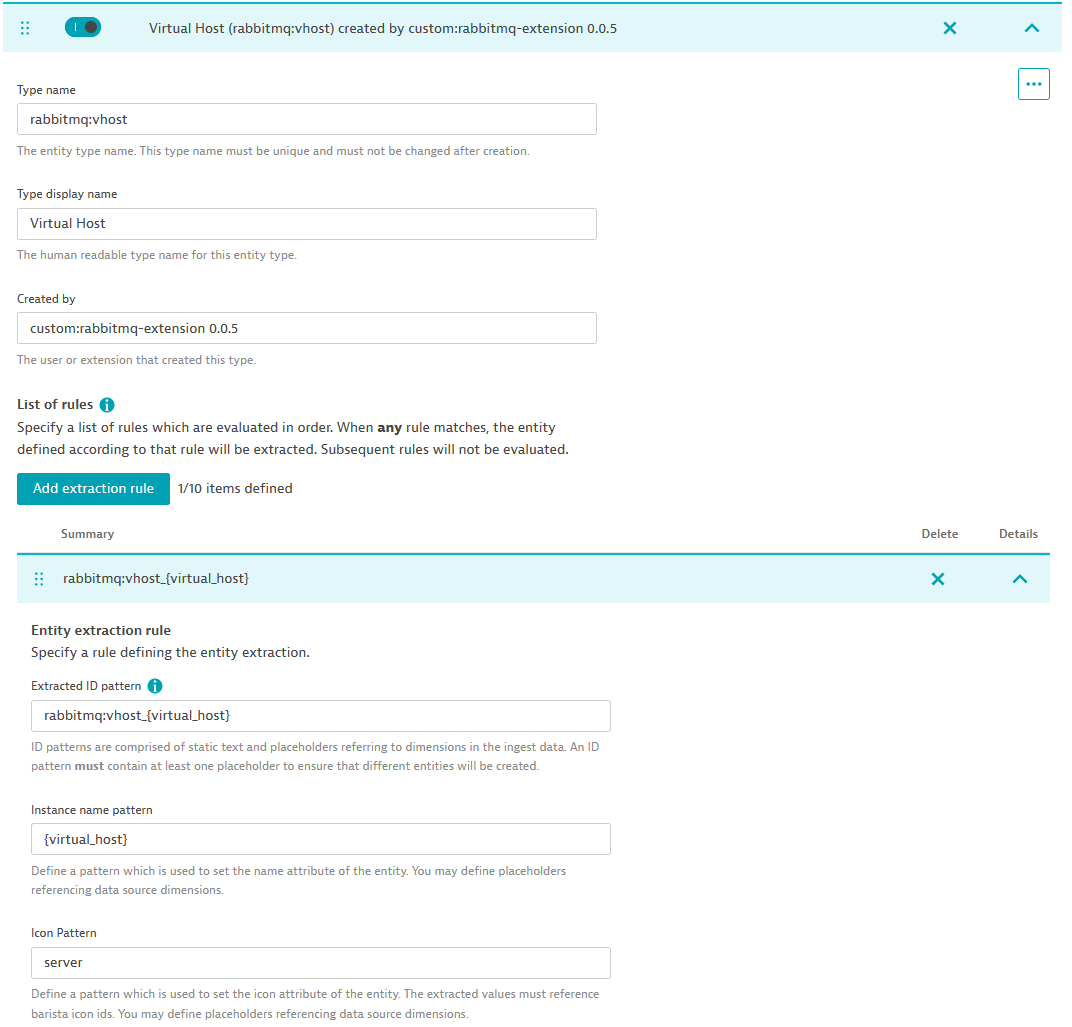 Virtual Host (rabbitmq:vhost) created by custom:rabbitmq-extension 0.0.5
Type name
rabbitmq:vhost
The entity type name. This type name must be unique and must not be changed after creation.
Type display name
Virtual Host
The human readable type name for this entity type.
Created by
custom:rabbitmq-extension 0.0.5
The user or extension that created this type.
List of rules
Specify a list of rules which are evaluated in order. When any rule matches, the entity
defined according to that rule will be extracted. Subsequent rules will not be evaluated.
Add extraction rule 1/10 items defined
Summary Delete Details
rabbitmq:vhost_{virtual_host}
Entity extraction rule
Specify a rule defining the entity extraction.
Extracted ID pattern
rabbitmq:vhost_{virtual_host}
ID patterns are comprised of static text and placeholders referring to dimensions in the ingest data. An ID
pattern must contain at least one placeholder to ensure that different entities will be created.
Instance name pattern
{virtual_host}
Define a pattern which is used to set the name attribute of the entity. You may define placeholders
referencing data source dimensions.
Icon Pattern
server
Define a pattern which is used to set the icon attribute of the entity. The extracted values must reference
barista icon ids. You may define placeholders referencing data source dimensions.